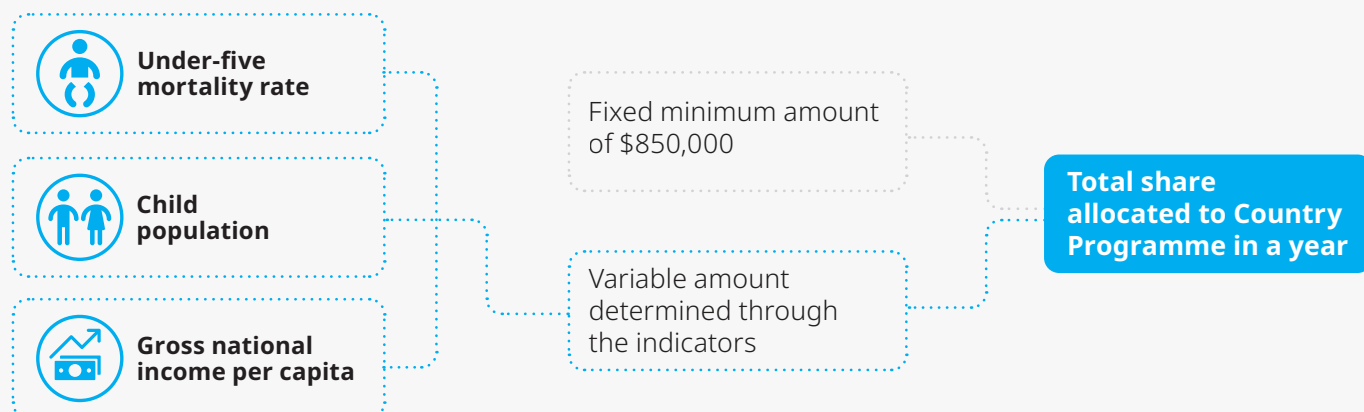 Under-five
mortality rate
Child
population
Gross national
income per capita
Fixed minimum amount
of $850,000
Variable amount
determined through
the indicators
Total share
allocated to Country
Programme in a year